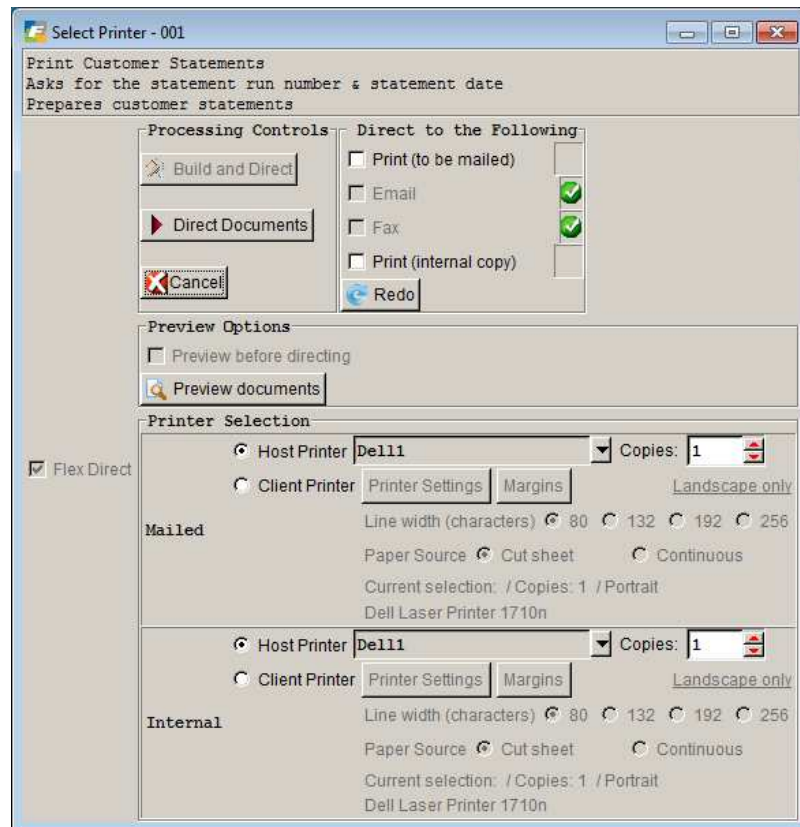 Select Printer - 001
Print Customer Statements
Asks for the statement run number & statement date
Prepares customer statements
Processing Controls
Build and Direct
Direct Documents
Cancel
Direct to the Following
Print (to be mailed)
Email
Fax
Print (internal copy)
Redo
Preview Options
Preview before directing
Preview documents
Flex Direct
Printer Selection
Mailed
Host Printer Dell1 Copies: 1
Client Printer Printer Settings Margins Landscape only
Line width (characters) 80 132 192 256
Paper Source Cut sheet Continuous
Current selection: / Copies: 1 / Portrait
Dell Laser Printer 1710n
Internal
Host Printer Dell1 Copies: 1
Client Printer Printer Settings Margins Landscape only
Line width (characters) 80 132 192 256
Paper Source Cut sheet Continuous
Current selection: / Copies: 1 / Portrait
Dell Laser Printer 1710n